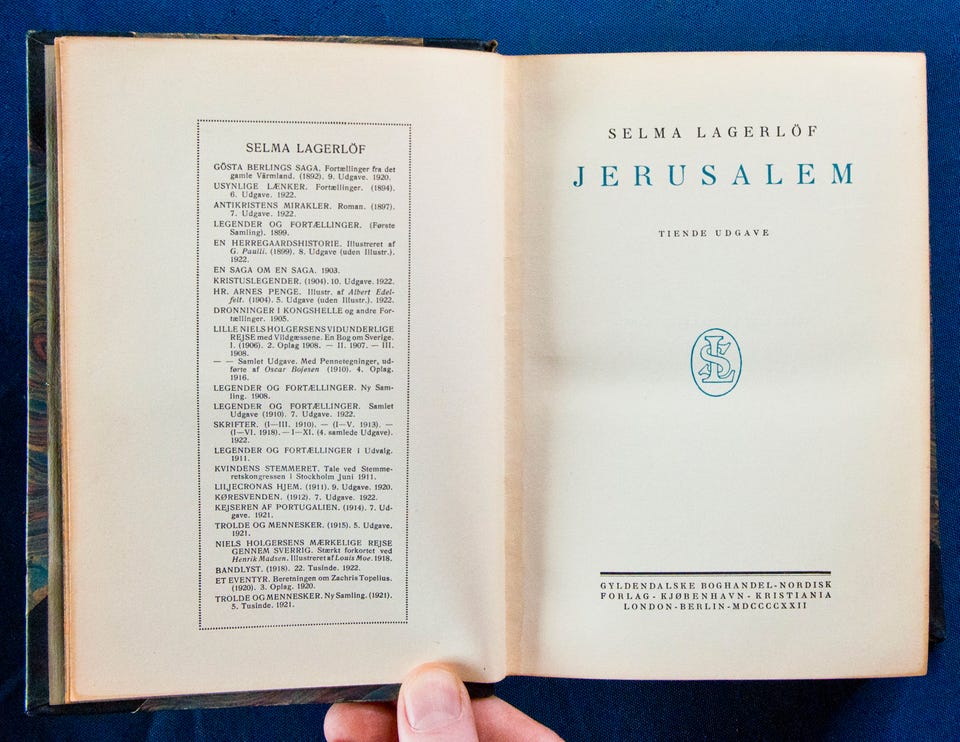 SELMA LAGERLÖF
GÖSTA BERLINGS SAGA. Fortællinger fra det
gamle Värmland. (1892). 9. Udgave. 1920.
USYNLIGE LÆNKER. Fortællinger. (1894).
6. Udgave. 1922.
ANTIKRISTENS MIRAKLER. Roman. (1897).
7. Udgave. 1922.
LEGENDER OG FORTÆLLINGER. (Første
Samling). 1899.
EN HERREGAARDSHISTORIE. Illustreret af
G. Pauli. (1899). 8. Udgave (uden Illustr.).
1922.
EN SAGA OM EN SAGA. 1903.
KRISTUSLEGENDER. (1904). 10. Udgave. 1922.
HR. ARNES PENGE. Illustr. af Albert Edel-
felt. (1904). 5. Udgave (uden Illustr.). 1922.
DRONNINGER I KONGSHELLE og andre For-
tællinger. 1905.
LILLE NIELS HOLGERSENS VIDUNDERLIGE
REJSE med Vildgæssene. En Bog om Sverige.
I. (1906). 2. Oplag 1908. — II. 1907. — III.
1908.
— — Samlet Udgave. Med Pennetegninger, ud-
førte af Oscar Bojesen (1910). 4. Oplag.
1916.
LEGENDER OG FORTÆLLINGER. Ny Sam-
ling. 1908.
LEGENDER OG FORTÆLLINGER. Samlet
Udgave (1910). 7. Udgave. 1922.
SKRIFTER. (I—III. 1910). — (I—V. 1913). —
(I—VI. 1918). — I—XI. (4. samlede Udgave).
1922.
LEGENDER OG FORTÆLLINGER i Udvalg.
1911.
KVINDENS STEMMERET. Tale ved Stemme-
retskongressen i Stockholm Juni 1911.
LILJECRONAS HJEM. (1911). 9. Udgave. 1920.
KØRESVENDEN. (1912). 7. Udgave. 1922.
KEJSEREN AF PORTUGALIEN. (1914). 7. Ud-
gave. 1921.
TROLDE OG MENNESKER. (1915). 5. Udgave.
1921.
NIELS HOLGERSENS MÆRKELIGE REJSE
GENNEM SVERRIG. Stærkt forkortet ved
Henrik Madsen. Illustreret af Louis Moe. 1918.
BANDLYST. (1918). 22. Tusinde. 1922.
ET EVENTYR. Beretningen om Zachris Topelius.
(1920). 3. Oplag. 1920.
TROLDE OG MENNESKER. Ny Samling. (1921).
5. Tusinde. 1921.
SELMA LAGERLÖF
JERUSALEM
TIENDE UDGAVE
SL
GYLDENDALSKE BOGHANDEL-NORDISK
FORLAG - KJØBENHAVN - KRISTIANIA
LONDON-BERLIN-MDCCCCXXII